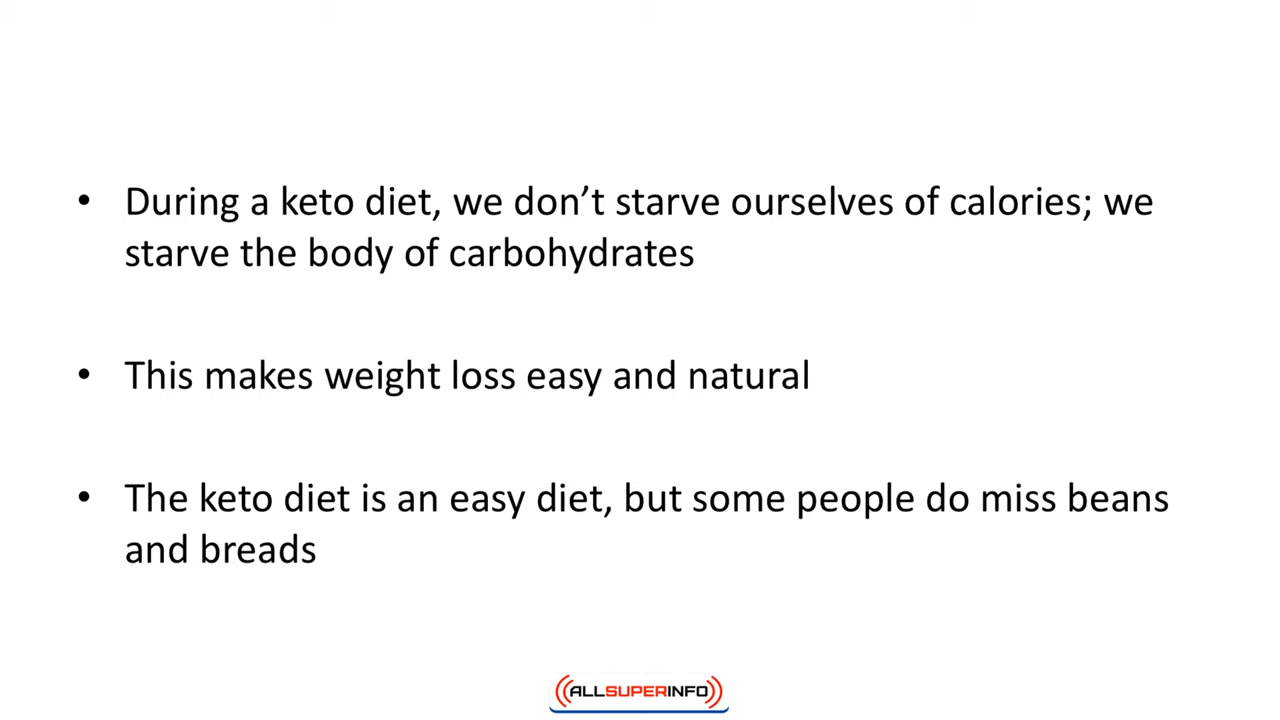 • During a keto diet, we don’t starve ourselves of calories; we
starve the body of carbohydrates
• This makes weight loss easy and natural
• The keto diet is an easy diet, but some people do miss beans
and breads
ALLSUPERINFO